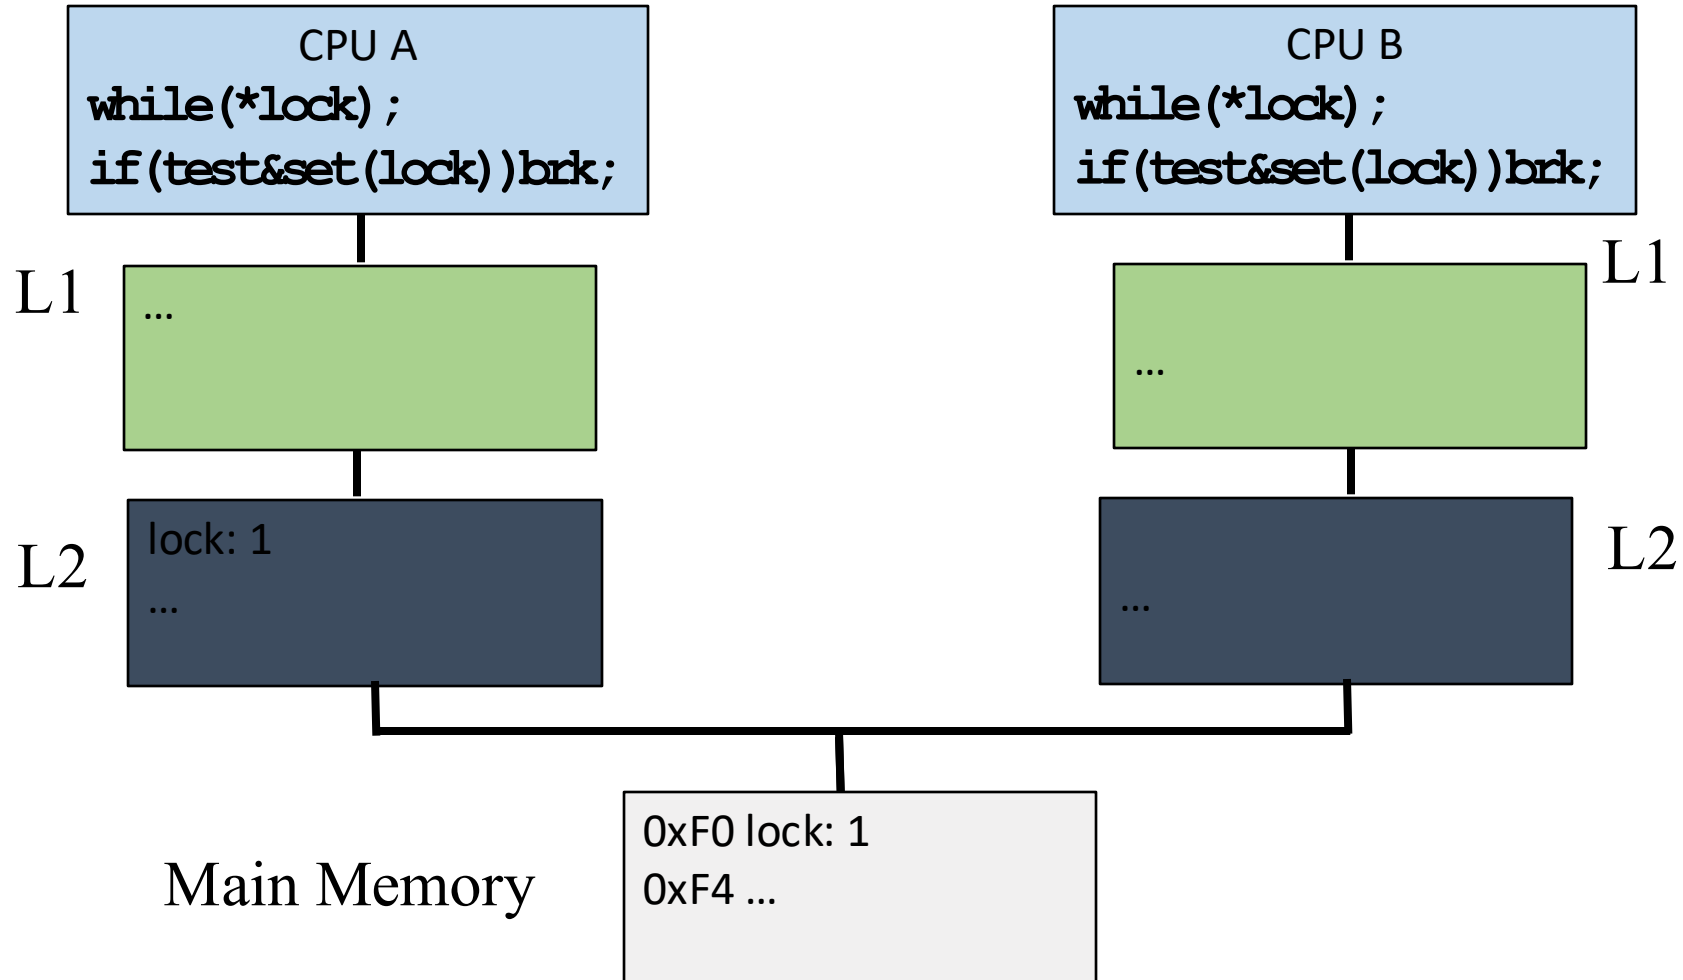 CPU A
while(*lock);
if(test&set(lock))brk;
CPU B
while(*lock);
if(test&set(lock))brk;
L1
...
L1
...
L2
lock: 1
...
L2
...
Main Memory
0xF0 lock: 1
0xF4 ...